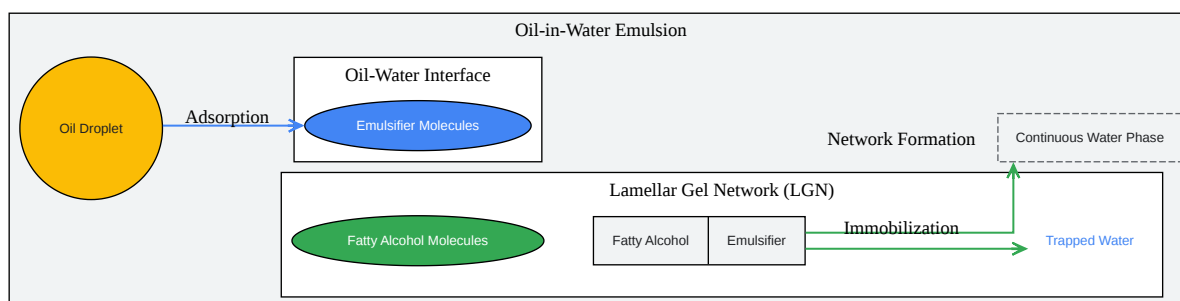 Oil-in-Water Emulsion
Oil-Water Interface
Oil Droplet
Adsorption
Emulsifier Molecules
Network Formation
Continuous Water Phase
Lamellar Gel Network (LGN)
Fatty Alcohol Molecules
Fatty Alcohol
Emulsifier
Immobilization
Trapped Water